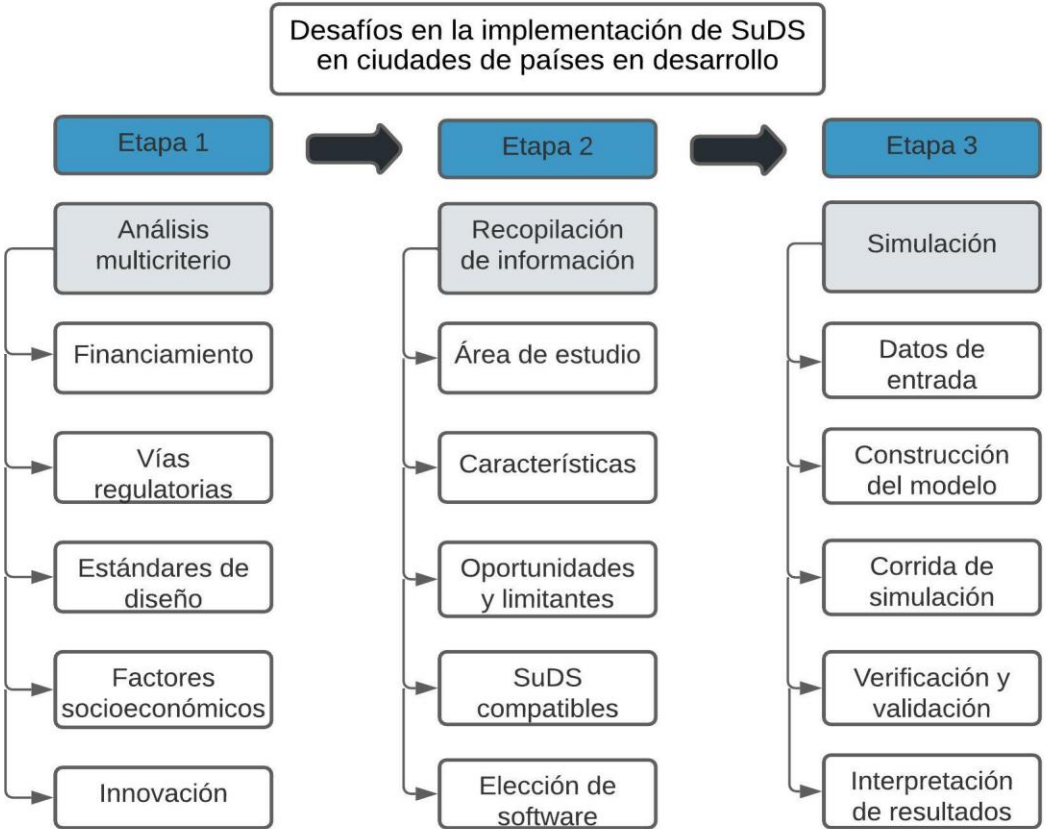 Desafíos en la implementación de SuDS
en ciudades de países en desarrollo
Etapa 1
Etapa 2
Etapa 3
Análisis
multicriterio
Financiamiento
Vías
regulatorias
Estándares de
diseño
Factores
socioeconómicos
Innovación
Recopilación
de información
Área de estudio
Característicás
Oportunidades
y limitantes
SuDS
compatibles
Elección de
software
Simulación
Datos de
entrada
Construcción
del modelo
Corrida de
simulación
Verificación y
validación
Interpretación
de resultados